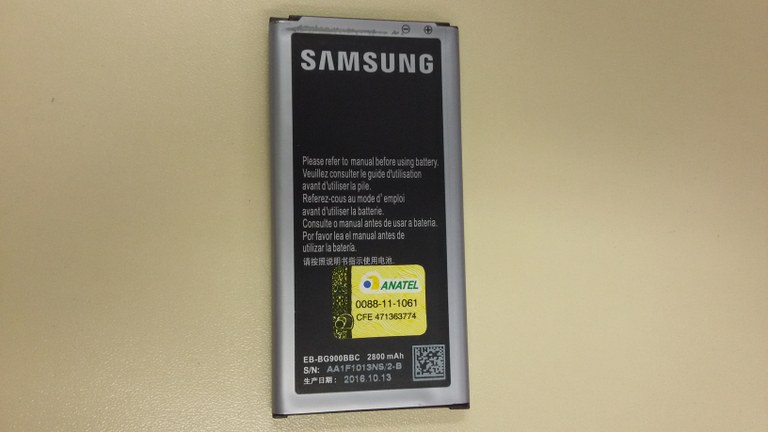 SAMSUNG
Please refer to manual before using battery.
Veuillez consulter le guide d'utilisation
avant d'utiliser la pile.
Referez-vous au mode d' emploi
avant d'utiliser la batterie.
Consulte o manual antes de usar a bateria.
Por favor lea el manual antes de
utilizar la batería.
请按照说明书指示使用电池.
ANATEL
0088-11-1061
CFE 471363774
EB-BG900BBC 2800 mAh
S/N: AA1F1013NS/2-B
生产日期: 2016.10.13